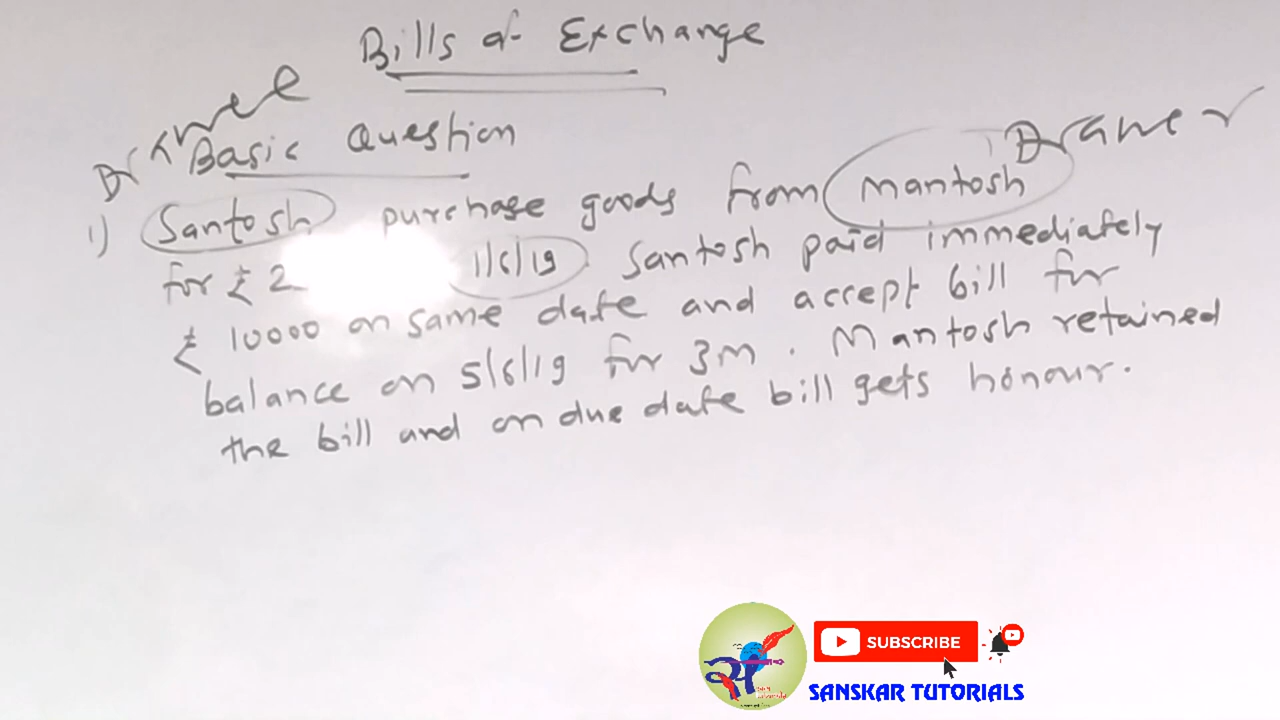 Bills of Exchange
Drawee
Basic Question
Drawer
1) Santosh purchase goods from Mantosh
for ₹ 2 1/6/19. Santosh paid immediately
₹ 10000 on same date and accept bill for
balance on 5/6/19 for 3M. Mantosh retained
the bill and on due date bill gets honour.
SUBSCRIBE
SANSKAR TUTORIALS